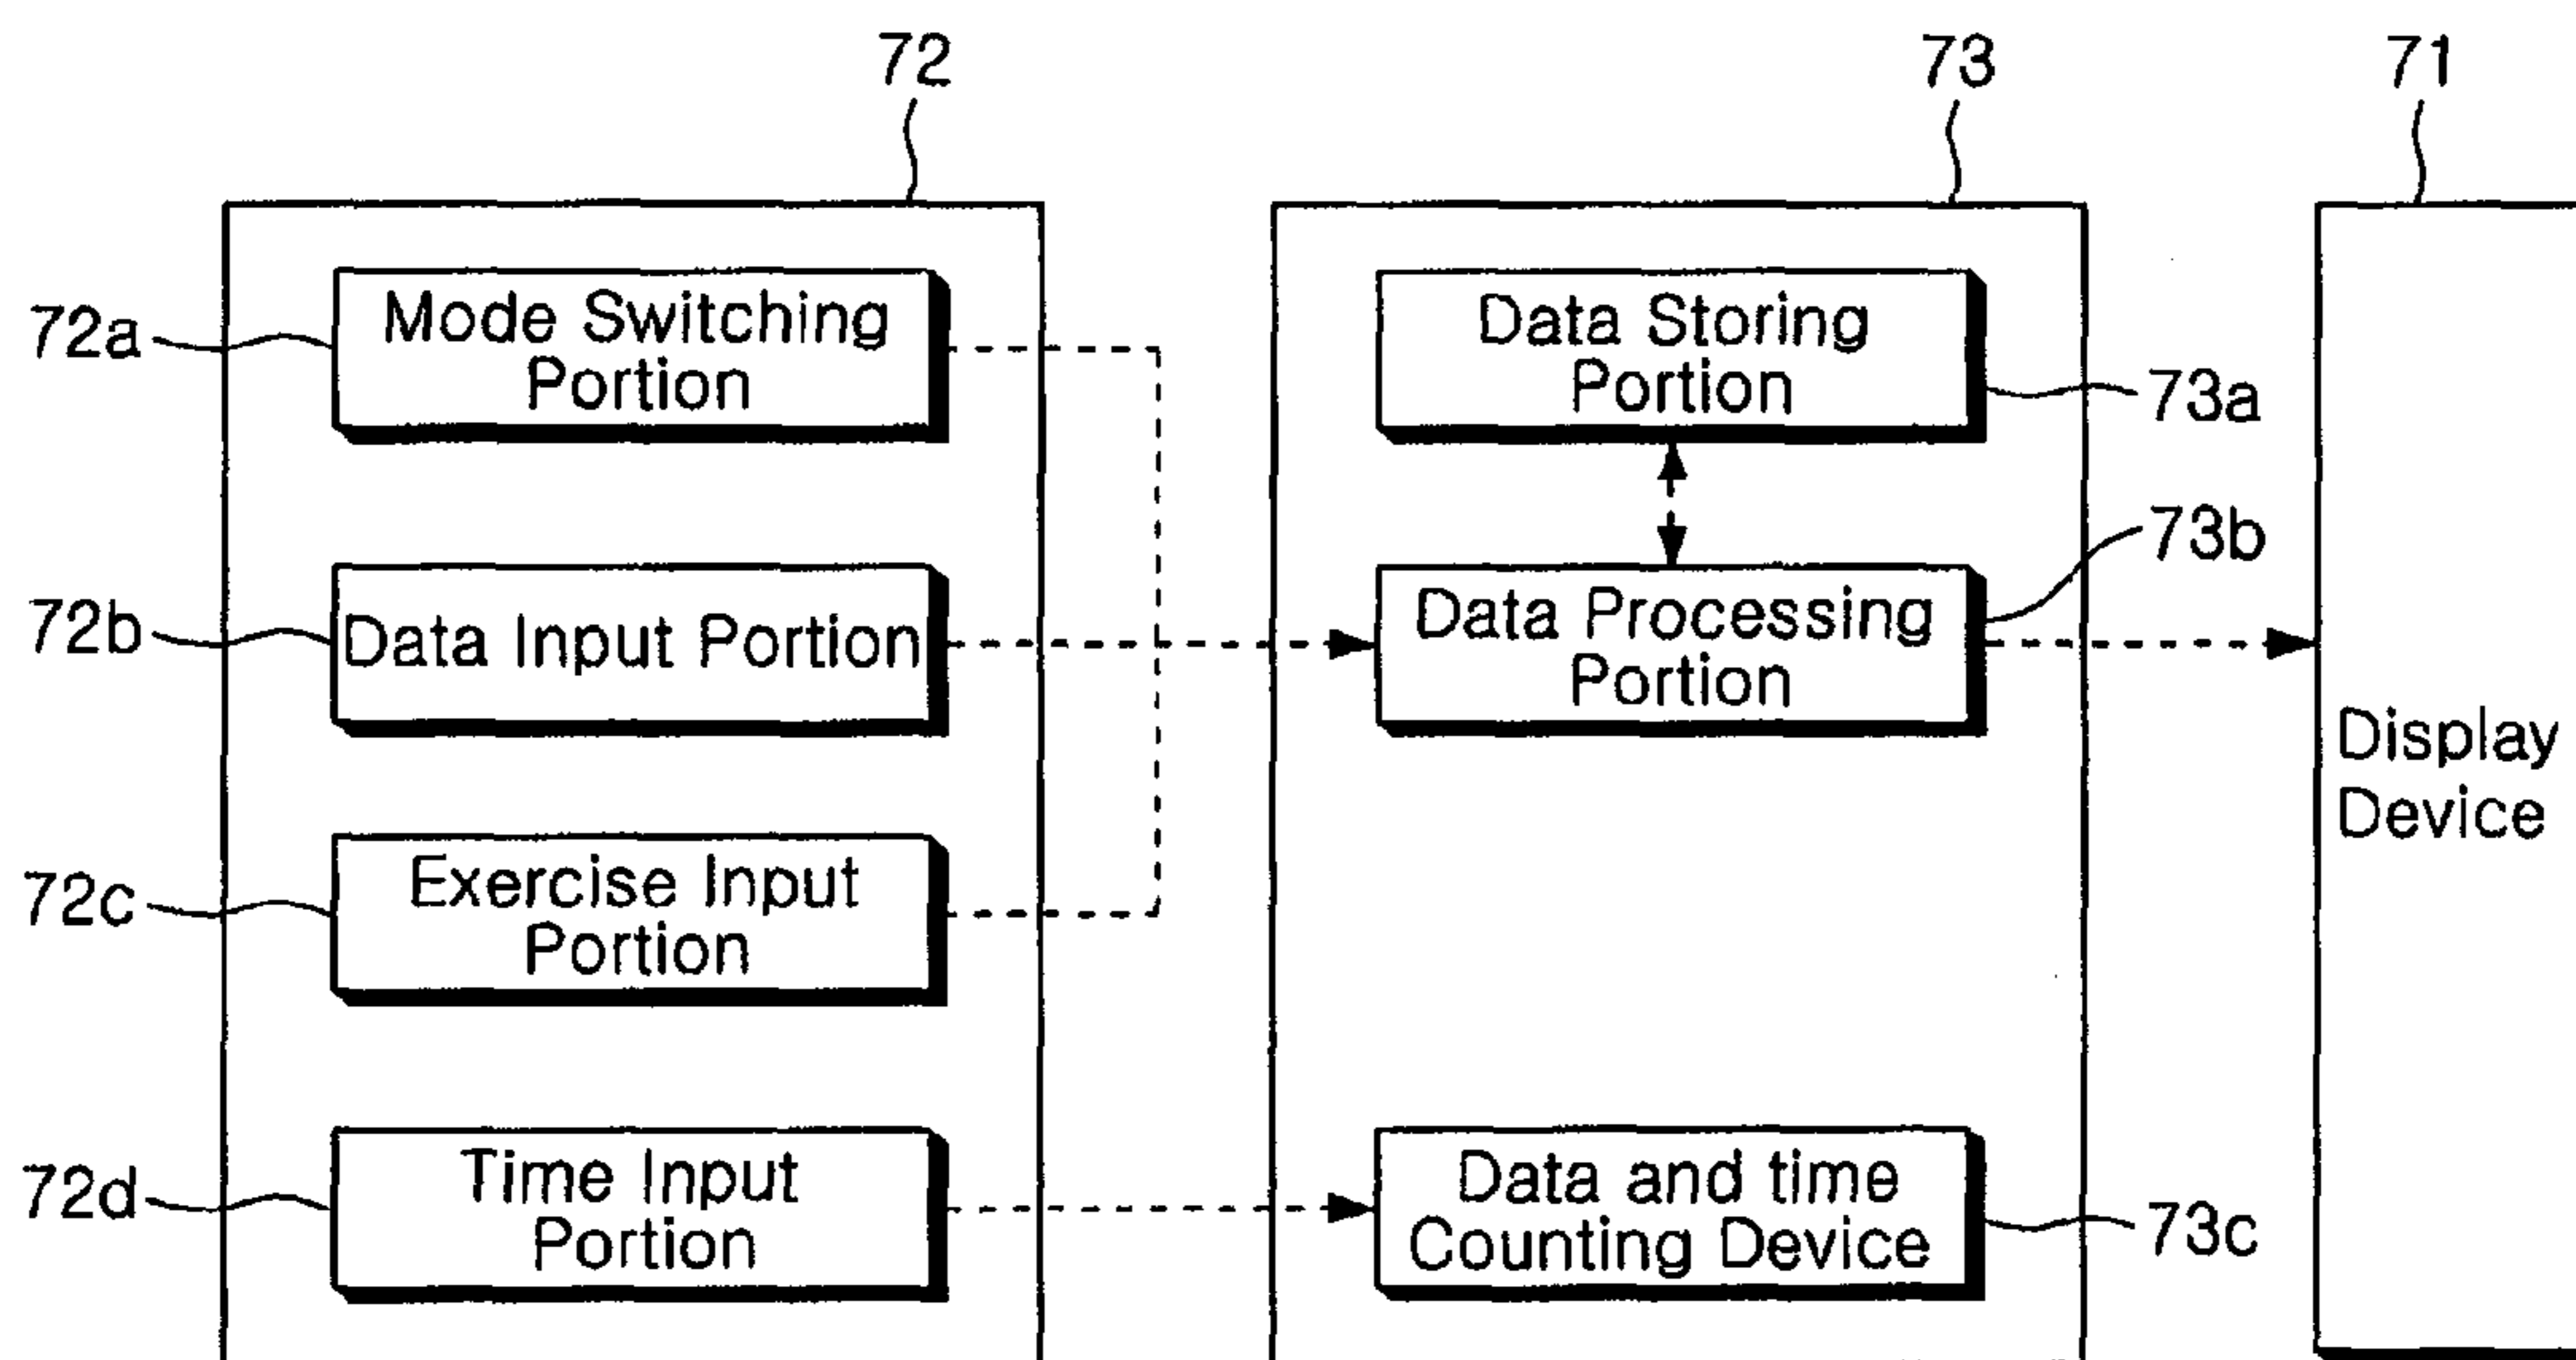 72
73
71
72a
Mode Switching
Portion
Data Storing
Portion
73a
73b
72b
Data Input Portion
Data Processing
Portion
Display
Device
72c
Exercise Input
Portion
72d
Time Input
Portion
Data and time
Counting Device
73c